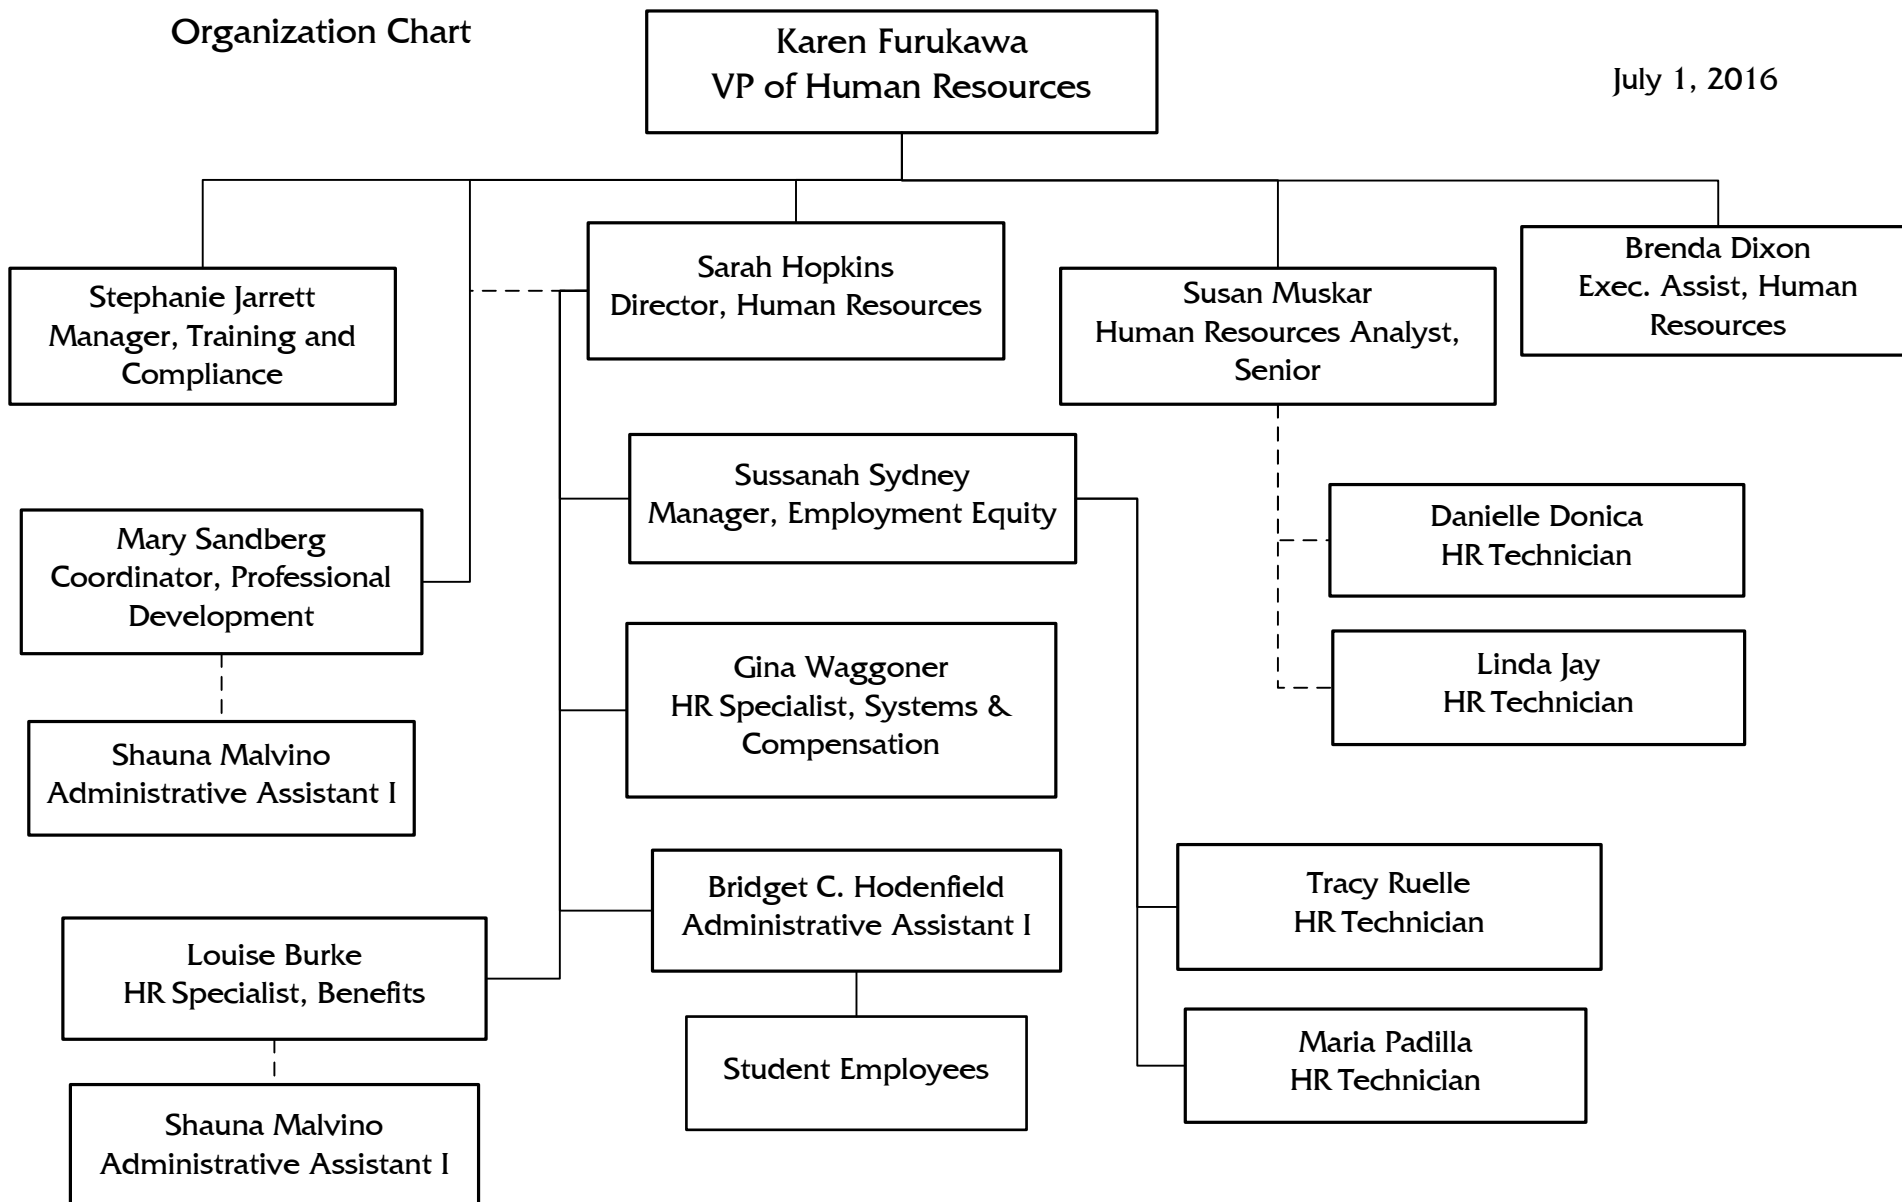 Organization Chart
Karen Furukawa
VP of Human Resources
July 1, 2016
Stephanie Jarrett
Manager, Training and
Compliance
Sarah Hopkins
Director, Human Resources
Susan Muskar
Human Resources Analyst,
Senior
Brenda Dixon
Exec. Assist, Human
Resources
Mary Sandberg
Coordinator, Professional
Development
Sussanah Sydney
Manager, Employment Equity
Danielle Donica
HR Technician
Gina Waggoner
HR Specialist, Systems &
Compensation
Linda Jay
HR Technician
Shauna Malvino
Administrative Assistant I
Bridget C. Hodenfield
Administrative Assistant I
Tracy Ruelle
HR Technician
Louise Burke
HR Specialist, Benefits
Student Employees
Maria Padilla
HR Technician
Shauna Malvino
Administrative Assistant I